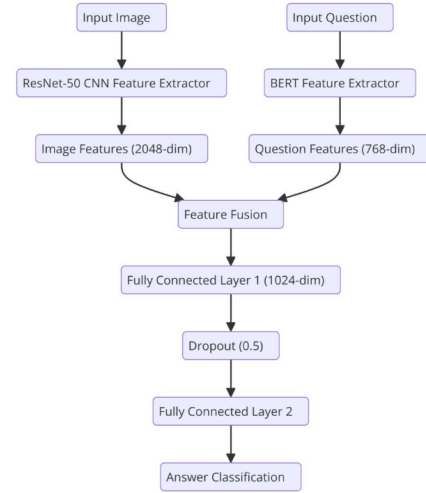 Input Image
Input Question
ResNet-50 CNN Feature Extractor
BERT Feature Extractor
Image Features (2048-dim)
Question Features (768-dim)
Feature Fusion
Fully Connected Layer 1 (1024-dim)
Dropout (0.5)
Fully Connected Layer 2
Answer Classification